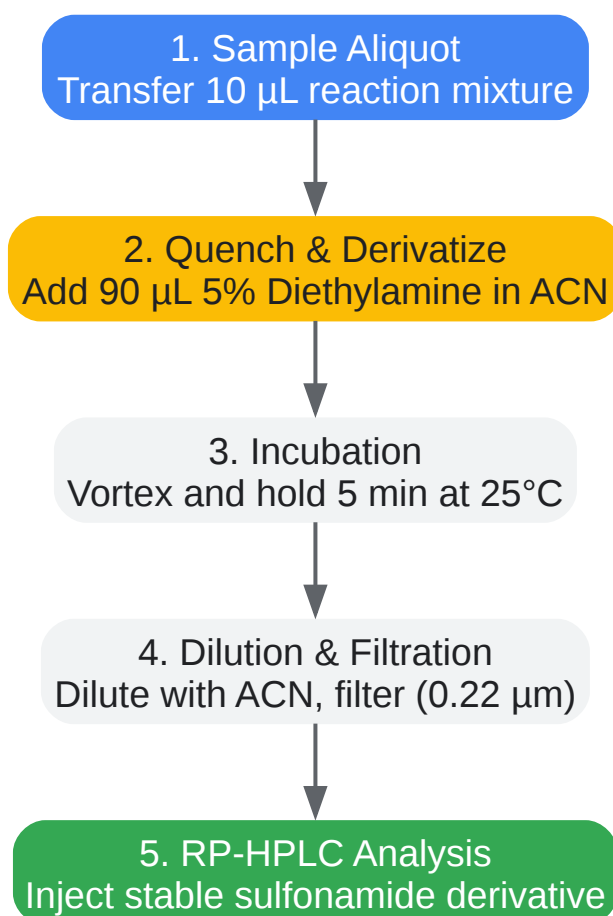 1. Sample Aliquot
Transfer 10 µL reaction mixture
2. Quench & Derivatize
Add 90 µL 5% Diethylamine in ACN
3. Incubation
Vortex and hold 5 min at 25°C
4. Dilution & Filtration
Dilute with ACN, filter (0.22 µm)
5. RP-HPLC Analysis
Inject stable sulfonamide derivative